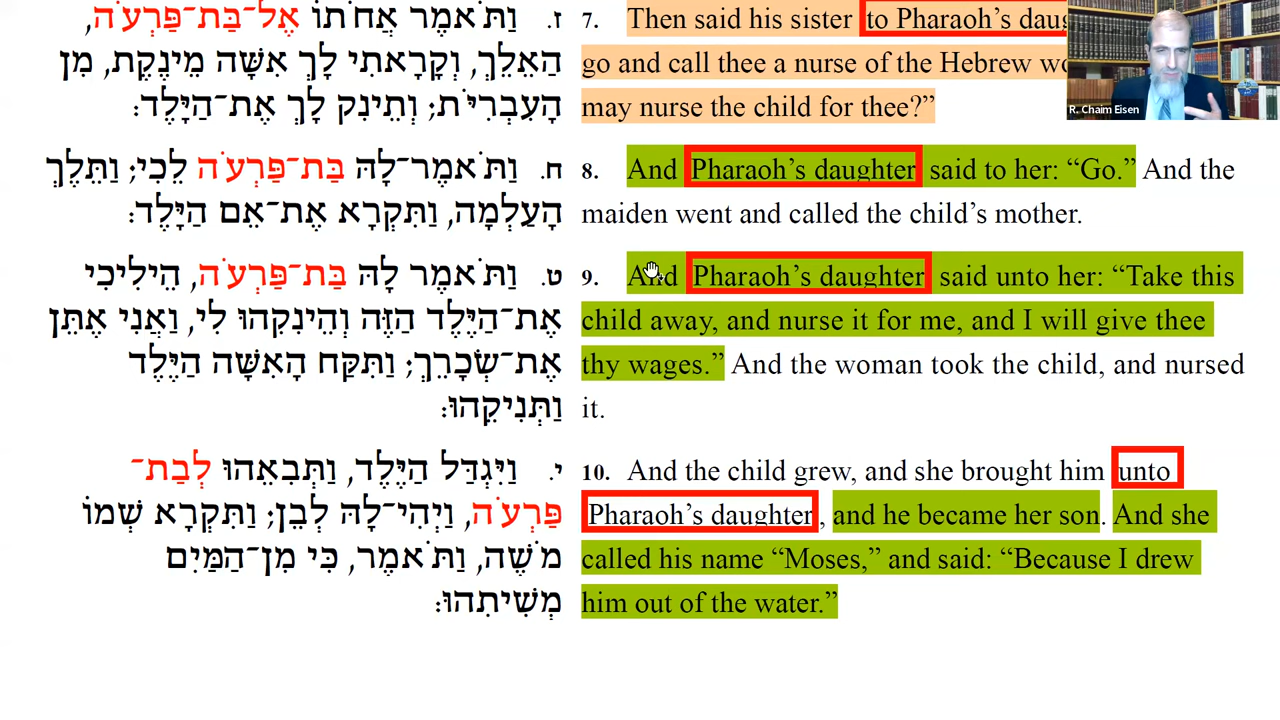 ז. וַתֹּאמֶר אֲחֹתוֹ אֶל־בַּת־פַּרְעֹה,
הַאֵלֵךְ, וְקָרָאתִי לָךְ אִשָּׁה מֵינֶקֶת, מִן
הָעִבְרִיֹּת; וְתֵינִק לָךְ אֶת־הַיָּלֶד:
7. Then said his sister to Pharaoh’s
go and call thee a nurse of the Hebrew
may nurse the child for thee?”
R. Chaim Eisen
ח. וַתֹּאמֶר־לָהּ בַּת־פַּרְעֹה לֵכִי; וַתֵּלֶךְ
הָעַלְמָה, וַתִּקְרָא אֶת־אֵם הַיָּלֶד:
8. And Pharaoh’s daughter said to her: “Go.” And the
maiden went and called the child’s mother.
ט. וַתֹּאמֶר לָהּ בַּת־פַּרְעֹה, הֵילִיכִי
אֶת־הַיֶּלֶד הַזֶּה וְהֵינִקִהוּ לִי, וַאֲנִי אֶתֵּן
אֶת־שְׂכָרֵךְ; וַתִּקַּח הָאִשָּׁה הַיֶּלֶד
וַתְּנִיקֵהוּ:
9. And Pharaoh’s daughter said unto her: “Take this
child away, and nurse it for me, and I will give thee
thy wages.” And the woman took the child, and nursed
it.
י. וַיִּגְדַּל הַיֶּלֶד, וַתְּבִאֵהוּ לְבַת־
פַּרְעֹה, וַיְהִי־לָהּ לְבֵן; וַתִּקְרָא שְׁמוֹ
מֹשֶׁה, וַתֹּאמֶר, כִּי מִן־הַמַּיִם
מְשִׁיתִהוּ:
10. And the child grew, and she brought him unto
Pharaoh’s daughter, and he became her son. And she
called his name “Moses,” and said: “Because I drew
him out of the water.”